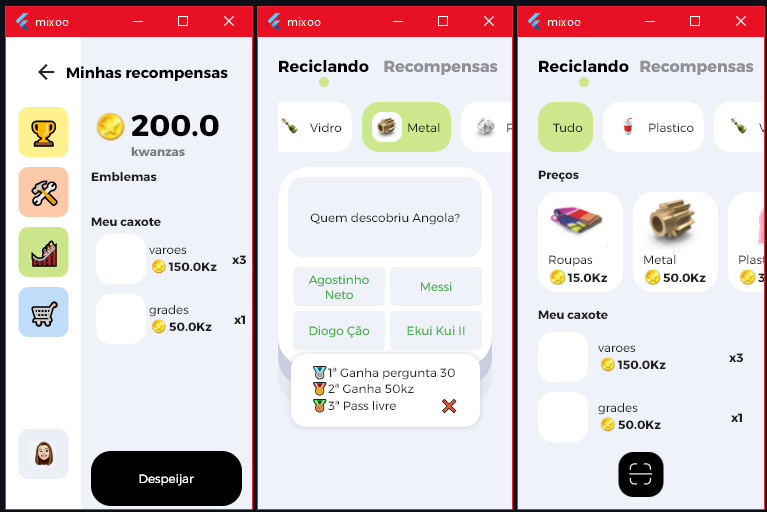 mixoo
Minhas recompensas
200.0
kwanzas
Emblemas
Meu caxote
varoes
150.0Kz
x3
grades
50.0Kz
x1
Despeijar
mixoo
Reciclando Recompensas
Vidro Metal P
Quem descobriu Angola?
Agostinho
Neto
Messi
Diogo Ção
Ekui Kui II
1ª Ganha pergunta 30
2ª Ganha 50kz
3ª Pass livre
mixoo
Reciclando Recompensas
Tudo Plastico V
Preços
Roupas Metal Plast
15.0Kz 50.0Kz 3
Meu caxote
varoes
150.0Kz
x3
grades
50.0Kz
x1